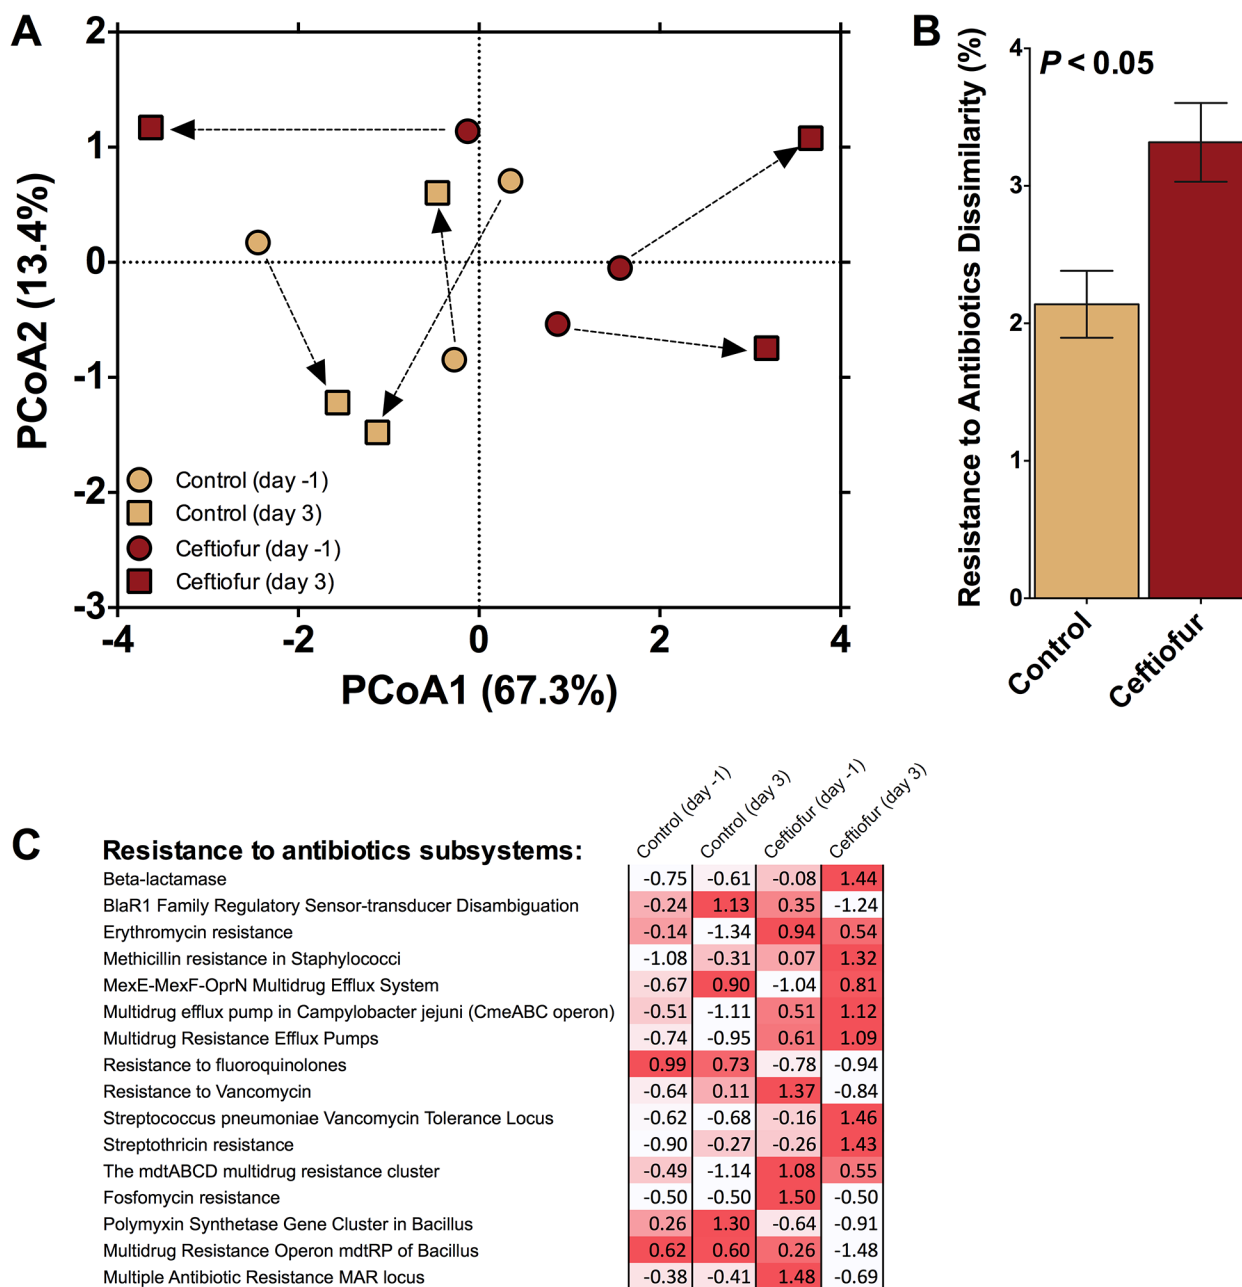 A
2
1
0
-1
-2
-3
-4
-2
0
2
4
PCoA2 (13.4%)
PCoA1 (67.3%)
Control (day -1)
Control (day 3)
Ceftiofur (day -1)
Ceftiofur (day 3)
B
P < 0.05
Resistance to Antibiotics Dissimilarity (%)
4
3
2
1
0
Control
Ceftiofur
C
Control (day -1)
Control (day 3)
Ceftiofur (day -1)
Ceftiofur (day 3)
Resistance to antibiotics subsystems:
Beta-lactamase -0.75 -0.61 -0.08 1.44
BlaR1 Family Regulatory Sensor-transducer Disambiguation -0.24 1.13 0.35 -1.24
Erythromycin resistance -0.14 -1.34 0.94 0.54
Methicillin resistance in Staphylococci -1.08 -0.31 0.07 1.32
MexE-MexF-OprN Multidrug Efflux System -0.67 0.90 -1.04 0.81
Multidrug efflux pump in Campylobacter jejuni (CmeABC operon) -0.51 -1.11 0.51 1.12
Multidrug Resistance Efflux Pumps -0.74 -0.95 0.61 1.09
Resistance to fluoroquinolones 0.99 0.73 -0.78 -0.94
Resistance to Vancomycin -0.64 0.11 1.37 -0.84
Streptococcus pneumoniae Vancomycin Tolerance Locus -0.62 -0.68 -0.16 1.46
Streptothricin resistance -0.90 -0.27 -0.26 1.43
The mdtABCD multidrug resistance cluster -0.49 -1.14 1.08 0.55
Fosfomycin resistance -0.50 -0.50 1.50 -0.50
Polymyxin Synthetase Gene Cluster in Bacillus 0.26 1.30 -0.64 -0.91
Multidrug Resistance Operon mdtRP of Bacillus 0.62 0.60 0.26 -1.48
Multiple Antibiotic Resistance MAR locus -0.38 -0.41 1.48 -0.69